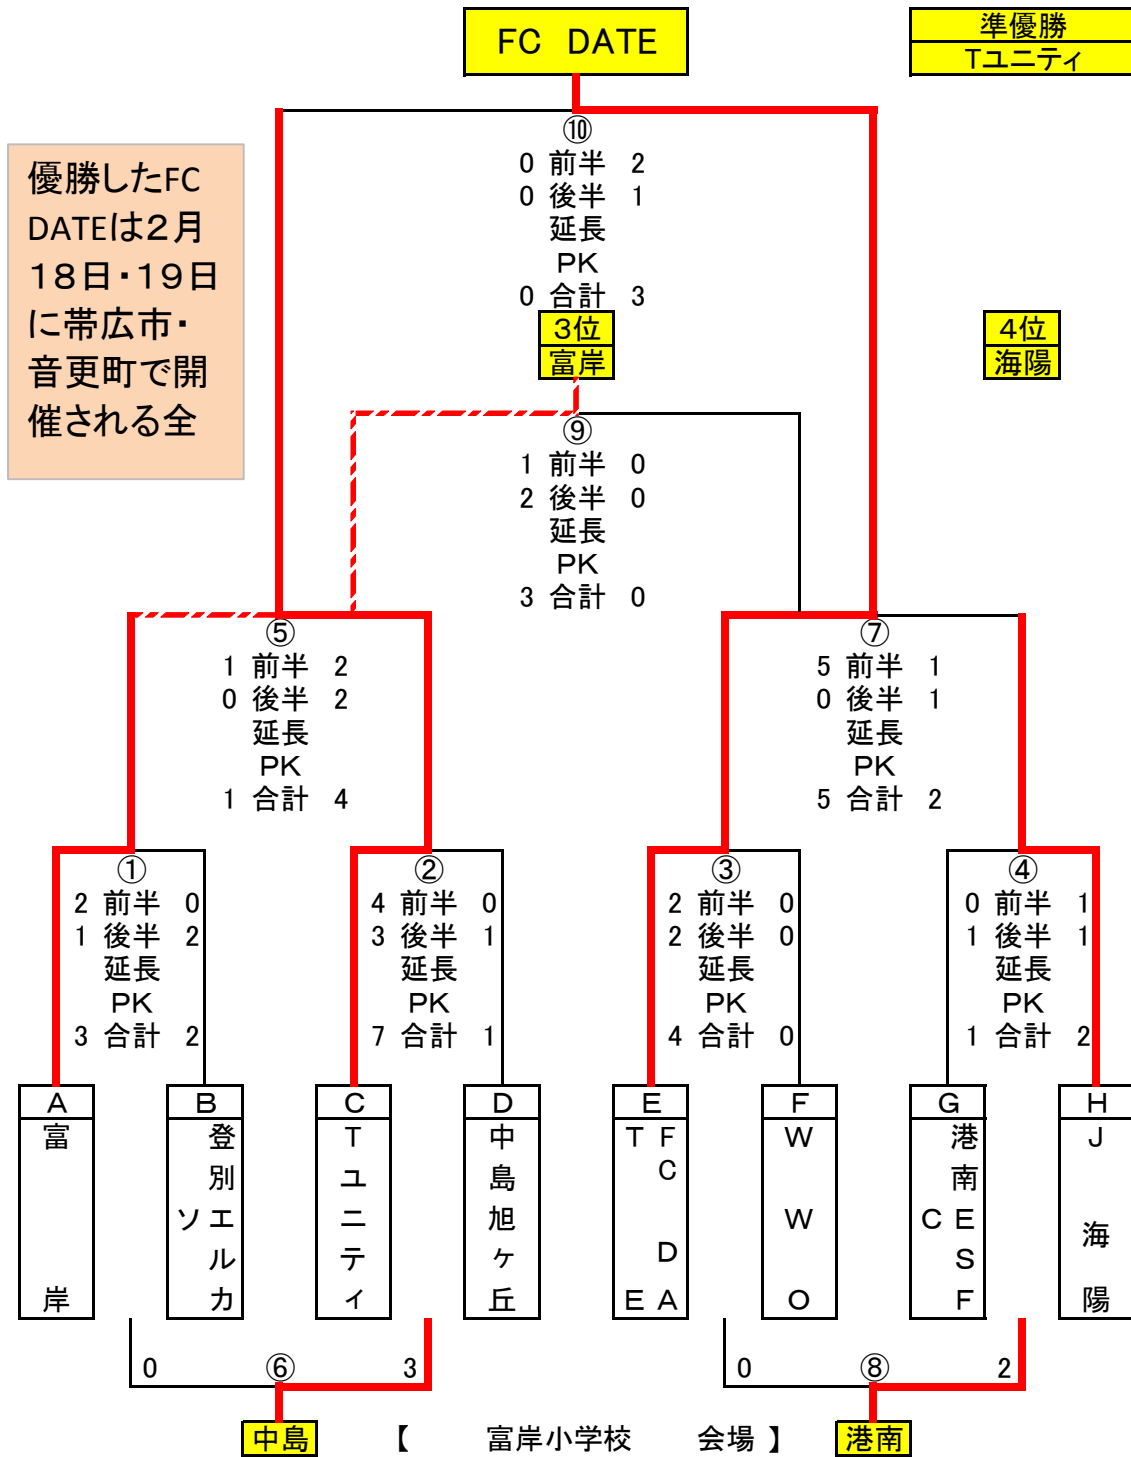 FC DATE
準優勝
Tユニティ
優勝したFC
DATEは2月
18日・19日
に帯広市・
音更町で開
催される全
⑩
0 前半 2
0 後半 1
延長
PK
0 合計 3
3位
富岸
4位
海陽
⑨
1 前半 0
2 後半 0
延長
PK
3 合計 0
⑤
1 前半 2
0 後半 2
延長
PK
1 合計 4
⑦
5 前半 1
0 後半 1
延長
PK
5 合計 2
①
2 前半 0
1 後半 2
延長
PK
3 合計 2
②
4 前半 0
3 後半 1
延長
PK
7 合計 1
③
2 前半 0
2 後半 0
延長
PK
4 合計 0
④
0 前半 1
1 後半 1
延長
PK
1 合計 2
A
富岸
B
登別エルカ
ソ
C
Tユニティ
D
中島旭ヶ丘
E
FC DA
TE
F
WWO
G
港南ESF
C
H
J海陽
0 ⑥ 3
中島
0 ⑧ 2
港南
【 富岸小学校 会場 】